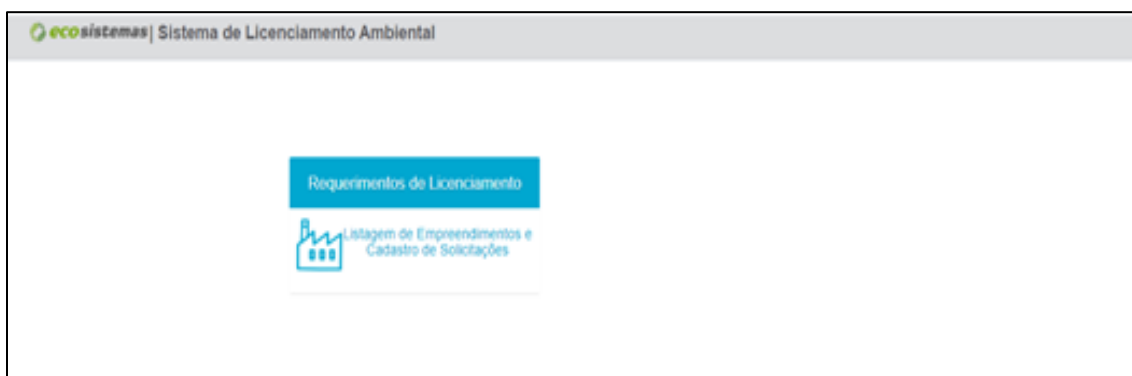 ecosistemas| Sistema de Licenciamento Ambiental
Requerimentos de Licenciamento
Listagem de Empreendimentos e
Cadastro de Solicitações